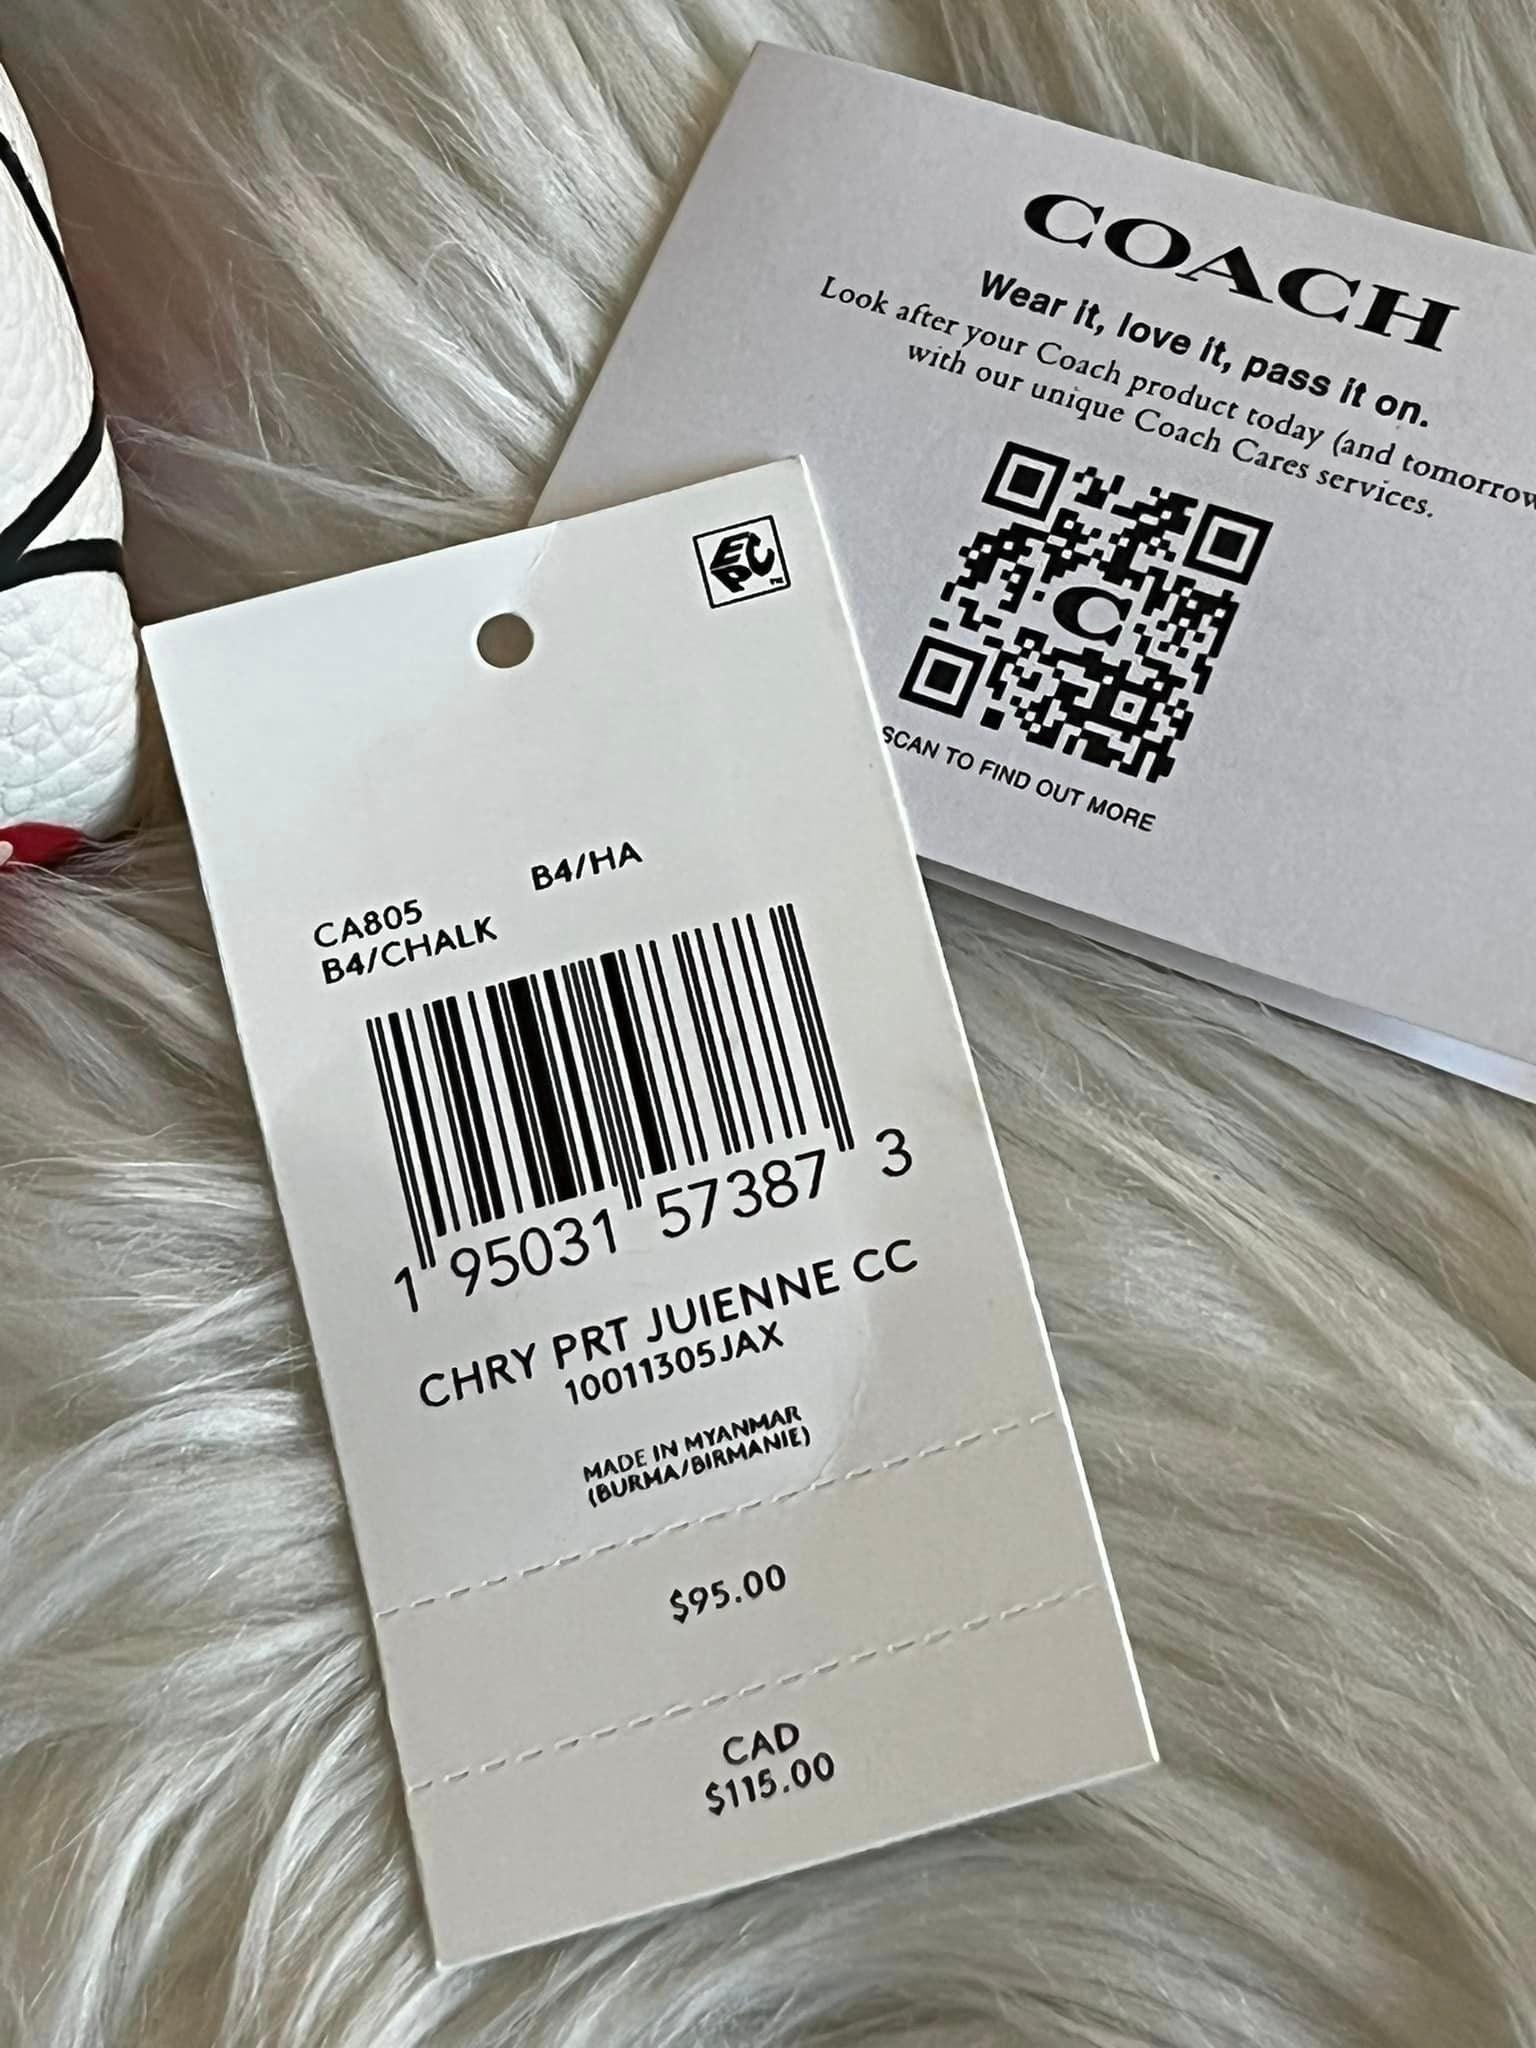 COACH
Wear it, love it, pass it on.
Look after your Coach product today (and tomorrow
with our unique Coach Cares services.
C
SCAN TO FIND OUT MORE
EPC
B4/HA
CA805
B4/CHALK
1 95031 57387 3
CHRY PRT JUIENNE CC
10011305JAX
MADE IN MYANMAR
(BURMA/BIRMANIE)
$95.00
CAD
$115.00